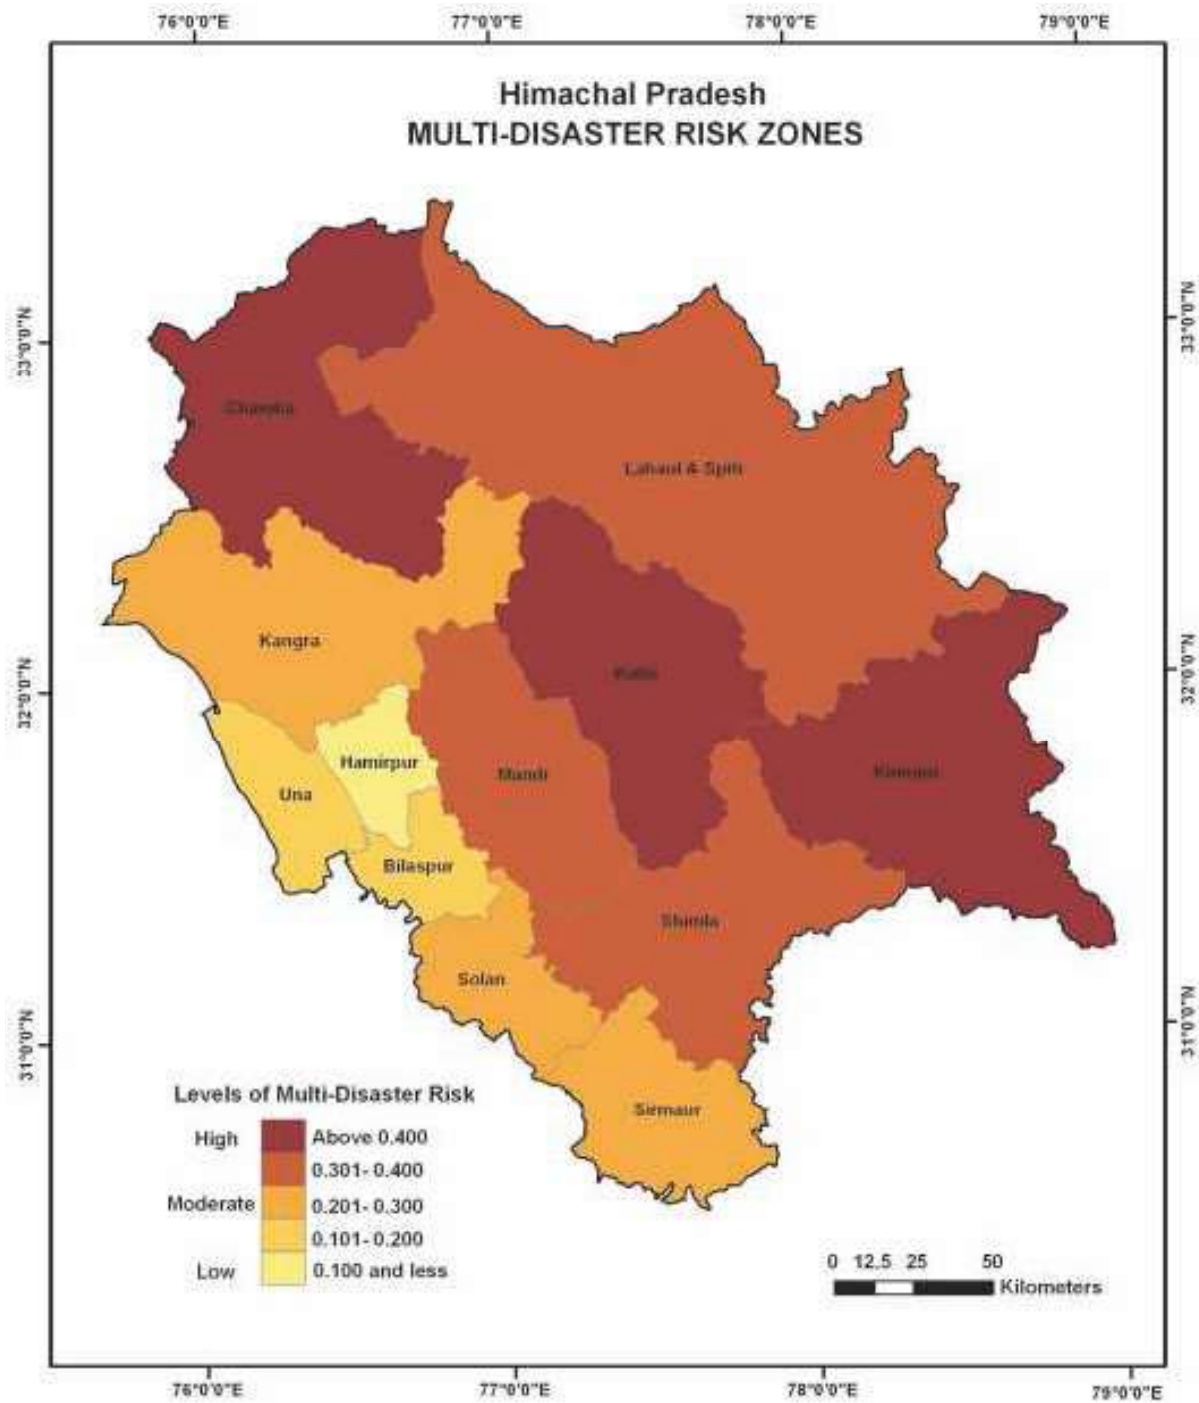 76°0'0"E 77°0'0"E 78°0'0"E 79°0'0"E
Himachal Pradesh
MULTI-DISASTER RISK ZONES
33°0'0"N 33°0'0"N
Chamba
Lahaul & Spiti
Kangra
Kullu
32°0'0"N 32°0'0"N
Hamirpur
Mandi
Kinnaur
Una
Bilaspur
Shimla
Solan
31°0'0"N 31°0'0"N
Sirmaur
Levels of Multi-Disaster Risk
High Above 0.400
0.301- 0.400
Moderate 0.201- 0.300
0.101- 0.200
Low 0.100 and less
0 12.5 25 50
Kilometers
76°0'0"E 77°0'0"E 78°0'0"E 79°0'0"E